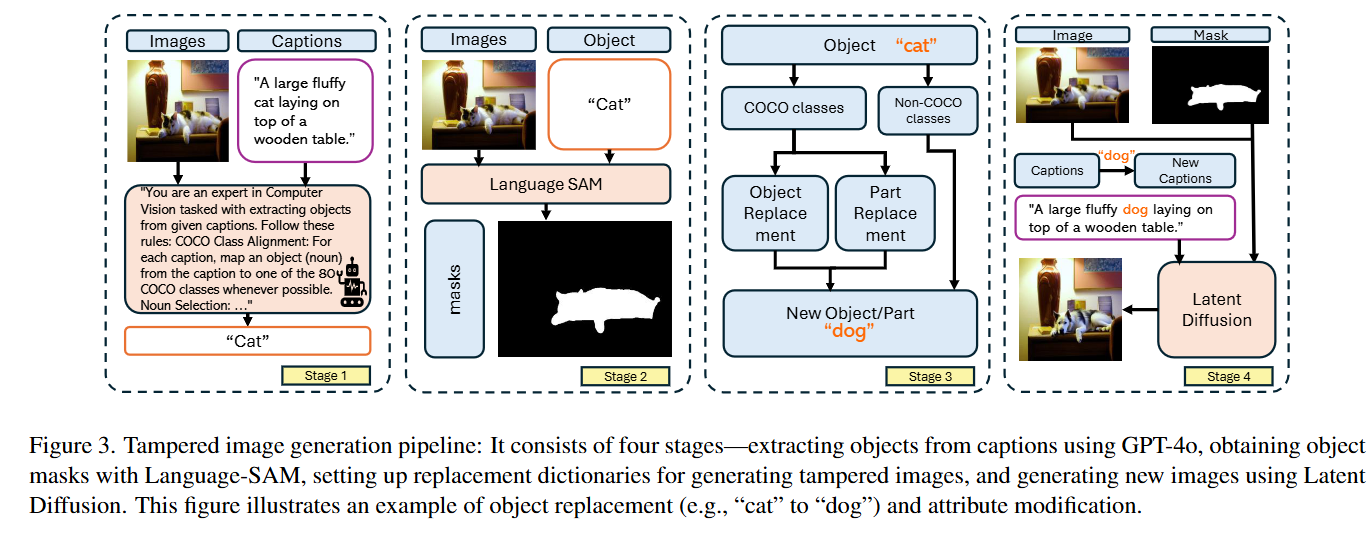 Images
Captions
"A large fluffy
cat laying on
top of a
wooden table."
"You are an expert in Computer
Vision tasked with extracting objects
from given captions. Follow these
rules: COCO Class Alignment: For
each caption, map an object (noun)
from the caption to one of the 80
COCO classes whenever possible.
Noun Selection: ..."
"Cat"
Stage 1
Images
Object
"Cat"
Language SAM
masks
Stage 2
Object "cat"
COCO classes
Non-COCO
classes
Object
Replace
ment
Part
Replace
ment
New Object/Part
"dog"
Stage 3
Image
Mask
Captions
"dog"
New
Captions
"A large fluffy dog laying on
top of a wooden table."
Latent
Diffusion
Stage 4
Figure 3. Tampered image generation pipeline: It consists of four stages—extracting objects from captions using GPT-4o, obtaining object
masks with Language-SAM, setting up replacement dictionaries for generating tampered images, and generating new images using Latent
Diffusion. This figure illustrates an example of object replacement (e.g., "cat" to "dog") and attribute modification.